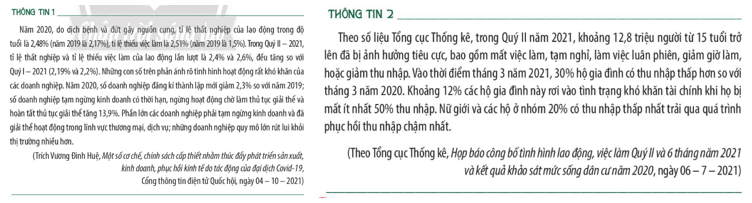 THÔNG TIN 1
Năm 2020, do dịch bệnh và đứt gãy nguồn cung, tỉ lệ thất nghiệp của lao động trong độ
tuổi là 2,48% (năm 2019 là 2,17%), tỉ lệ thiếu việc làm là 2,51% (năm 2019 là 1,5%). Trong Quý II – 2021,
tỉ lệ thất nghiệp và tỉ lệ thiếu việc làm của lao động lần lượt là 2,4% và 2,6%, đều tăng so với
Quý I – 2021 (2,19% và 2,2%). Những con số trên phản ánh rõ tình hình hoạt động rất khó khăn của
các doanh nghiệp. Năm 2020, số doanh nghiệp đăng kí thành lập mới giảm 2,3% so với năm 2019;
số doanh nghiệp tạm ngừng kinh doanh có thời hạn, ngừng hoạt động chờ làm thủ tục giải thể và
hoàn tất thủ tục giải thể tăng 13,9%. Phần lớn các doanh nghiệp phải tạm ngừng kinh doanh và đã
giải thể hoạt động trong lĩnh vực thương mại, dịch vụ; những doanh nghiệp quy mô lớn rút lui khỏi
thị trường nhiều hơn.
(Trích Vương Đình Huệ, Một số cơ chế, chính sách cấp thiết nhằm thúc đẩy phát triển sản xuất,
kinh doanh, phục hồi kinh tế do tác động của đại dịch Covid-19,
Cổng thông tin điện tử Quốc hội, ngày 04 – 10 – 2021)
THÔNG TIN 2
Theo số liệu Tổng cục Thống kê, trong Quý II năm 2021, khoảng 12,8 triệu người từ 15 tuổi trở
lên đã bị ảnh hưởng tiêu cực, bao gồm mất việc làm, tạm nghỉ, làm việc luân phiên, giảm giờ làm,
hoặc giảm thu nhập. Vào thời điểm tháng 3 năm 2021, 30% hộ gia đình có thu nhập thấp hơn so với
tháng 3 năm 2020. Khoảng 12% các hộ gia đình này rơi vào tình trạng khó khăn tài chính khi họ bị
mất ít nhất 50% thu nhập. Nữ giới và các hộ ở nhóm 20% có thu nhập thấp nhất trải qua quá trình
phục hồi thu nhập chậm nhất.
(Theo Tổng cục Thống kê, Họp báo công bố tình hình lao động, việc làm Quý II và 6 tháng năm 2021
và kết quả khảo sát mức sống dân cư năm 2020, ngày 06 – 7 – 2021)